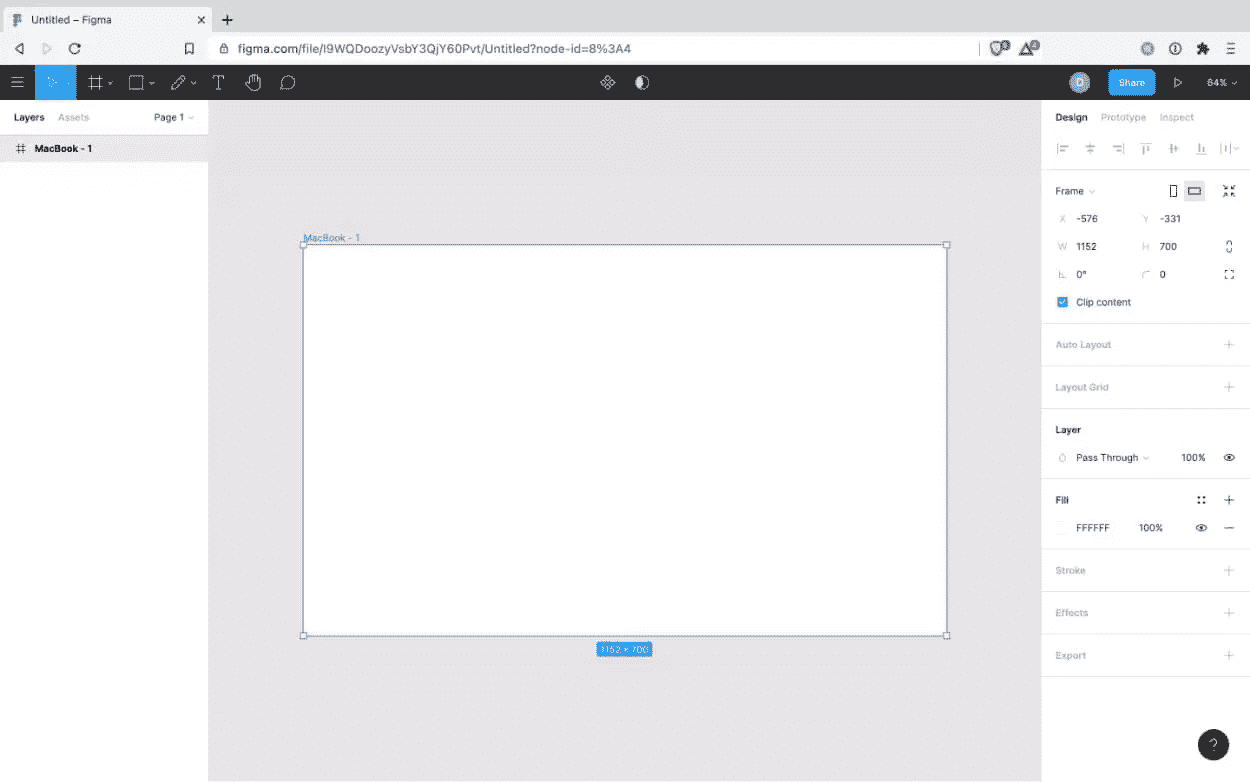 Untitled – Figma
figma.com/file/I9WQDoozyVsbY3QjY60Pvt/Untitled?node-id=8%3A4
Share
64%
Layers Assets Page 1
Design Prototype Inspect
MacBook - 1
Frame
X -576 Y -331
MacBook - 1
W 1152 H 700
0° 0
Clip content
Auto Layout
Layout Grid
Layer
Pass Through 100%
Fill
FFFFFF 100%
Stroke
Effects
1152 × 700
Export
?